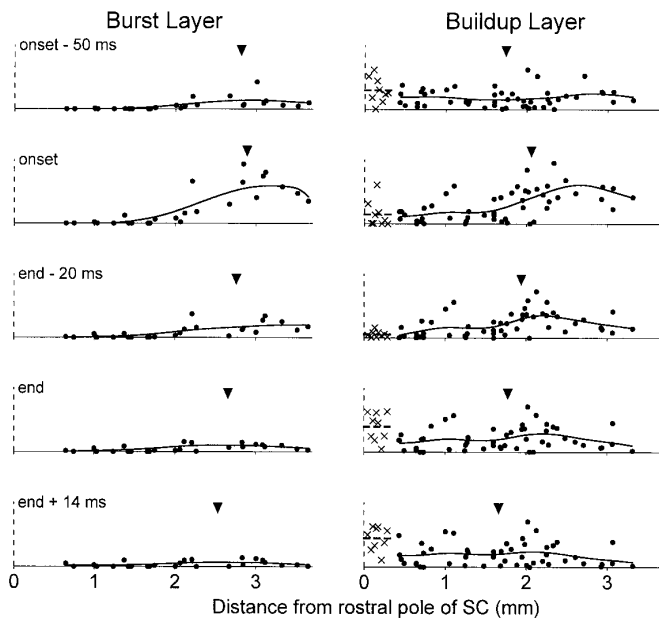 Burst Layer
Buildup Layer
onset - 50 ms
onset
end - 20 ms
end
end + 14 ms
0 1 2 3
0 1 2 3
Distance from rostral pole of SC (mm)